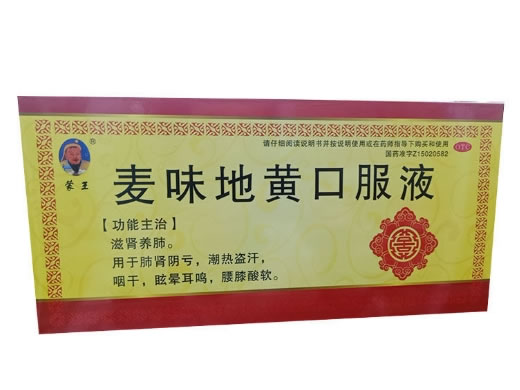 请仔细阅读说明书并按说明使用或在药师指导下购买和使用
OTC
国药准字Z15020582
®
蒙王
麦味地黄口服液
【功能主治】
滋肾养肺。
用于肺肾阴亏，潮热盗汗，
咽干，眩晕耳鸣，腰膝酸软。